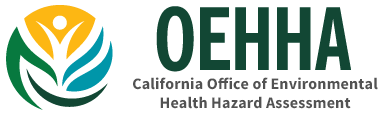 OEHHA
California Office of Environmental
Health Hazard Assessment